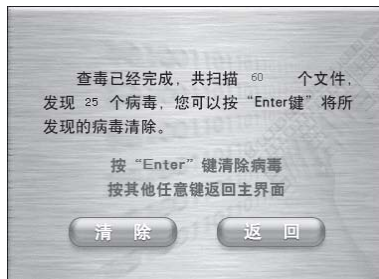 查毒已经完成，共扫描 60 个文件，
发现 25 个病毒，您可以按“Enter键”将所
发现的病毒清除。
按“Enter”键清除病毒
按其他任意键返回主界面
清 除 返 回